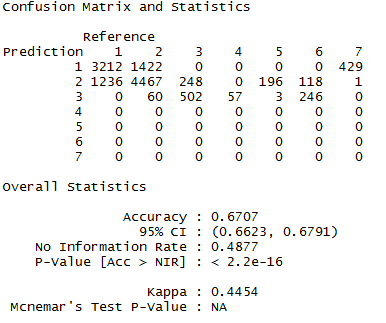 Confusion Matrix and Statistics
Reference
Prediction 1 2 3 4 5 6 7
1 3212 1422 0 0 0 0 429
2 1236 4467 248 0 196 118 1
3 0 60 502 57 3 246 0
4 0 0 0 0 0 0 0
5 0 0 0 0 0 0 0
6 0 0 0 0 0 0 0
7 0 0 0 0 0 0 0
Overall Statistics
Accuracy : 0.6707
95% CI : (0.6623, 0.6791)
No Information Rate : 0.4877
P-Value [Acc > NIR] : < 2.2e-16
Kappa : 0.4454
Mcnemar's Test P-Value : NA